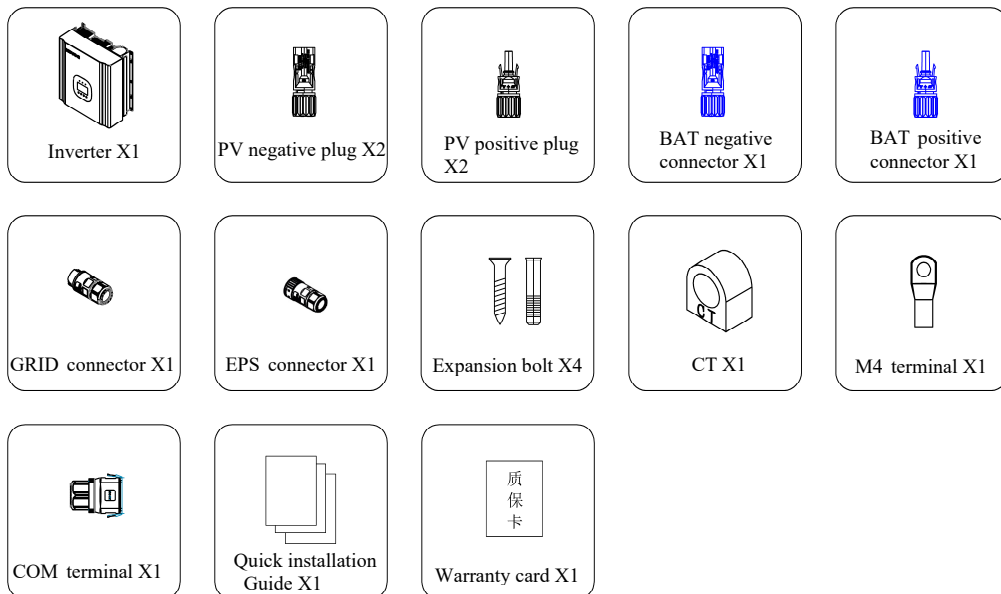 Inverter X1
PV negative plug X2
PV positive plug
X2
BAT negative
connector X1
BAT positive
connector X1
GRID connector X1
EPS connector X1
Expansion bolt X4
CT
CT X1
M4 terminal X1
COM terminal X1
Quick installation
Guide X1
质
保
卡
Warranty card X1